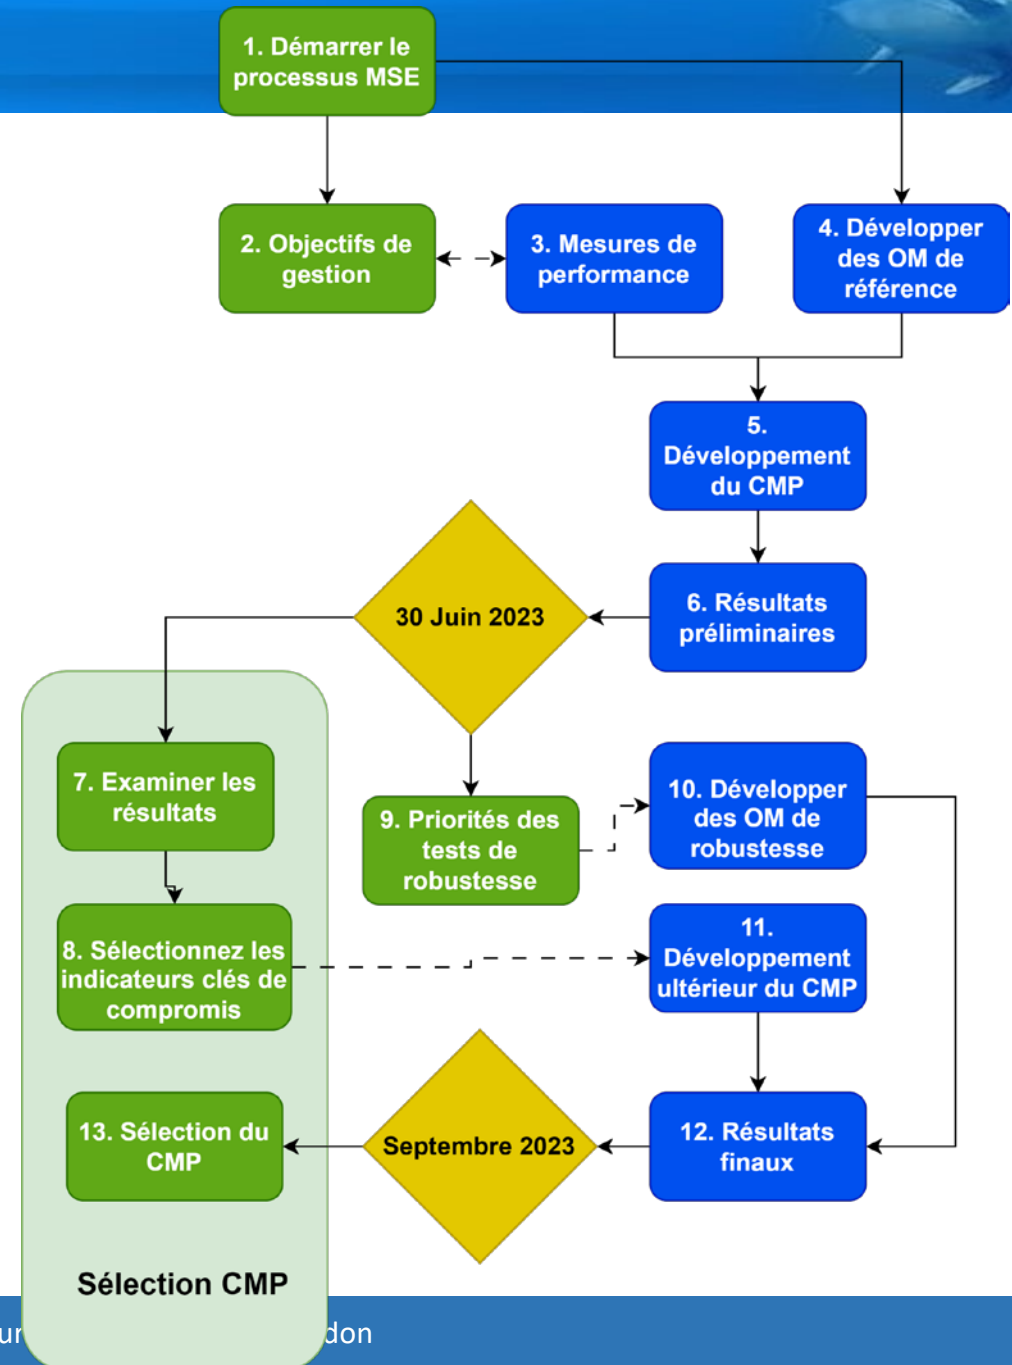 1. Démarrer le
processus MSE
2. Objectifs de
gestion
3. Mesures de
performance
4. Développer
des OM de
référence
5.
Développement
du CMP
6. Résultats
préliminaires
30 Juin 2023
7. Examiner les
résultats
8. Sélectionnez les
indicateurs clés de
compromis
9. Priorités des
tests de
robustesse
10. Développer
des OM de
robustesse
11.
Développement
ultérieur du CMP
12. Résultats
finaux
Septembre 2023
13. Sélection du
CMP
Sélection CMP